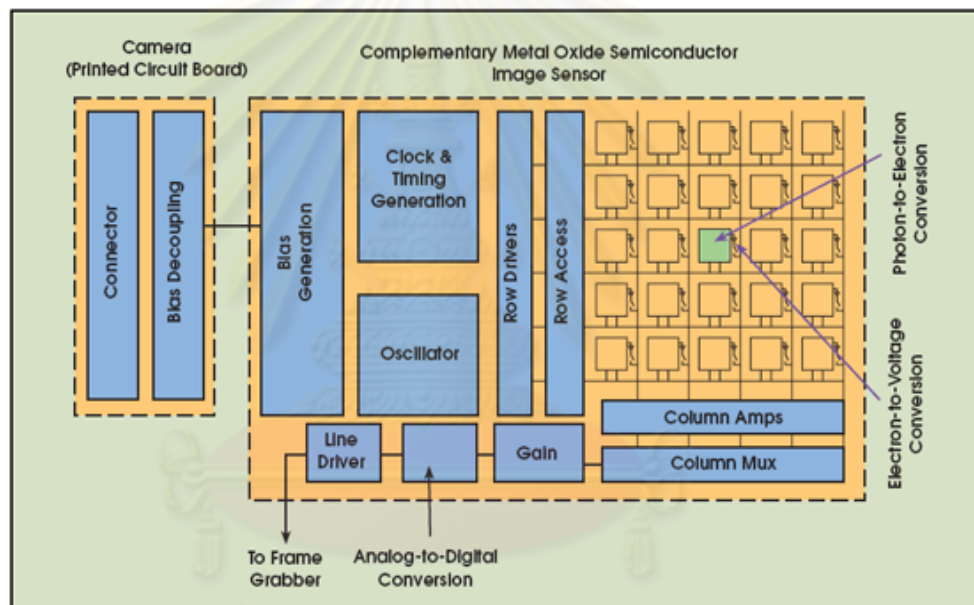 Camera
(Printed Circuit Board)
Complementary Metal Oxide Semiconductor
Image Sensor
Connector
Bias Decoupling
Bias
Generation
Clock &
Timing
Generation
Oscillator
Row Drivers
Row Access
Photon-to-Electron
Conversion
Electron-to-Voltage
Conversion
Column Amps
Column Mux
Line
Driver
Gain
To Frame
Grabber
Analog-to-Digital
Conversion